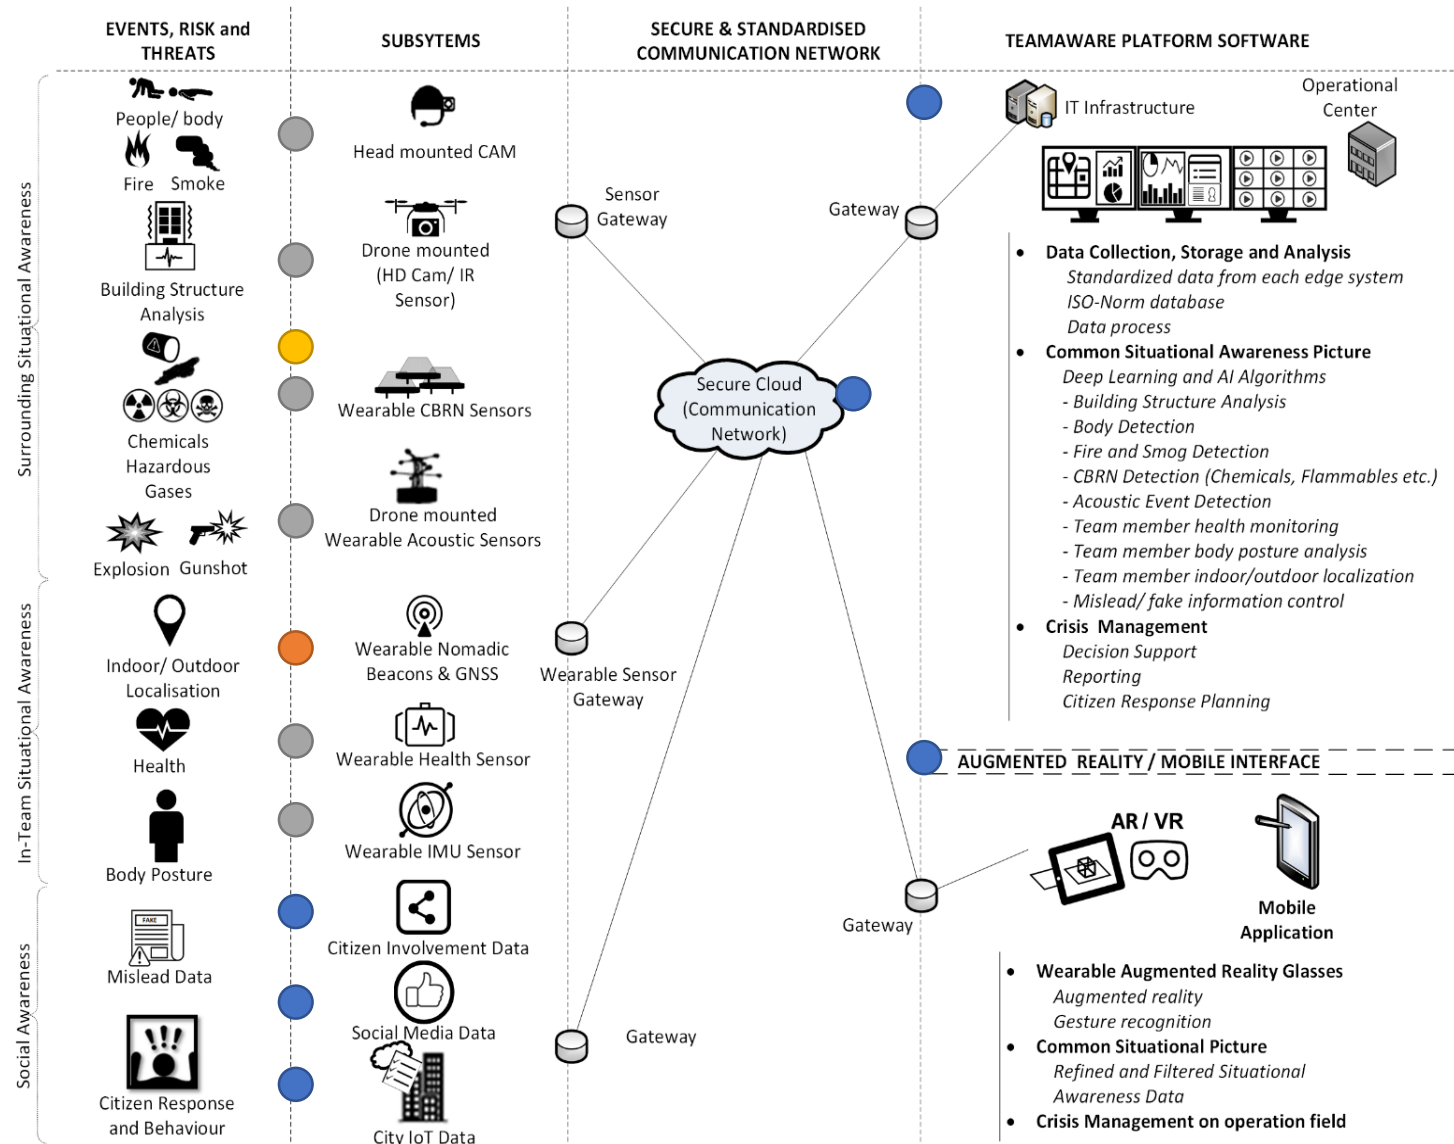 EVENTS, RISK and
THREATS
SUBSYTEMS
SECURE & STANDARDISED
COMMUNICATION NETWORK
TEAMAWARE PLATFORM SOFTWARE
Surrounding Situational Awareness
In-Team Situational Awareness
Social Awareness
People/ body
Fire
Smoke
Building Structure
Analysis
Chemicals
Hazardous
Gases
Explosion
Gunshot
Indoor/ Outdoor
Localisation
Health
Body Posture
FAKE
Mislead Data
Citizen Response
and Behaviour
Head mounted CAM
Drone mounted
(HD Cam/ IR
Sensor)
Wearable CBRN Sensors
Drone mounted
Wearable Acoustic Sensors
Wearable Nomadic
Beacons & GNSS
Wearable Health Sensor
Wearable IMU Sensor
Citizen Involvement Data
Social Media Data
City IoT Data
Sensor
Gateway
Gateway
Secure Cloud
(Communication
Network)
Wearable Sensor
Gateway
Gateway
Gateway
IT Infrastructure
Operational
Center
• Data Collection, Storage and Analysis
Standardized data from each edge system
ISO-Norm database
Data process
• Common Situational Awareness Picture
Deep Learning and AI Algorithms
- Building Structure Analysis
- Body Detection
- Fire and Smog Detection
- CBRN Detection (Chemicals, Flammables etc.)
- Acoustic Event Detection
- Team member health monitoring
- Team member body posture analysis
- Team member indoor/outdoor localization
- Mislead/ fake information control
• Crisis Management
Decision Support
Reporting
Citizen Response Planning
AUGMENTED REALITY / MOBILE INTERFACE
AR / VR
Mobile
Application
• Wearable Augmented Reality Glasses
Augmented reality
Gesture recognition
• Common Situational Picture
Refined and Filtered Situational
Awareness Data
• Crisis Management on operation field